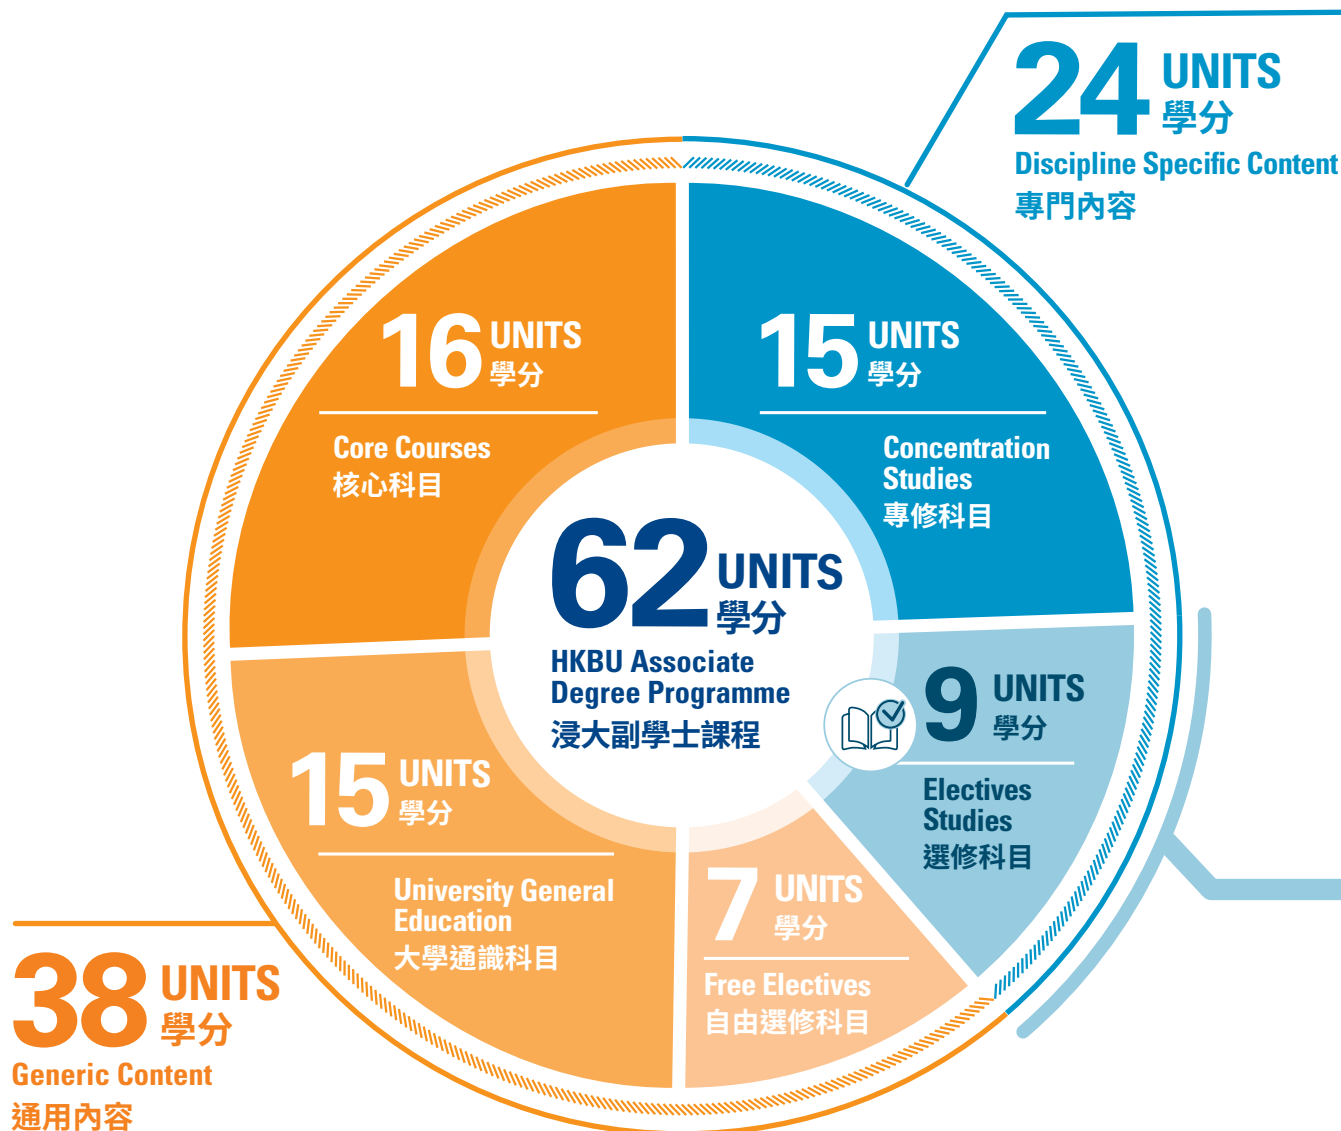 24 UNITS
學分
Discipline Specific Content
專門內容
16 UNITS
學分
Core Courses
核心科目
15 UNITS
學分
Concentration
Studies
專修科目
62 UNITS
學分
HKBU Associate
Degree Programme
浸大副學士課程
9 UNITS
學分
Electives
Studies
選修科目
15 UNITS
學分
University General
Education
大學通識科目
7 UNITS
學分
Free Electives
自由選修科目
38 UNITS
學分
Generic Content
通用內容